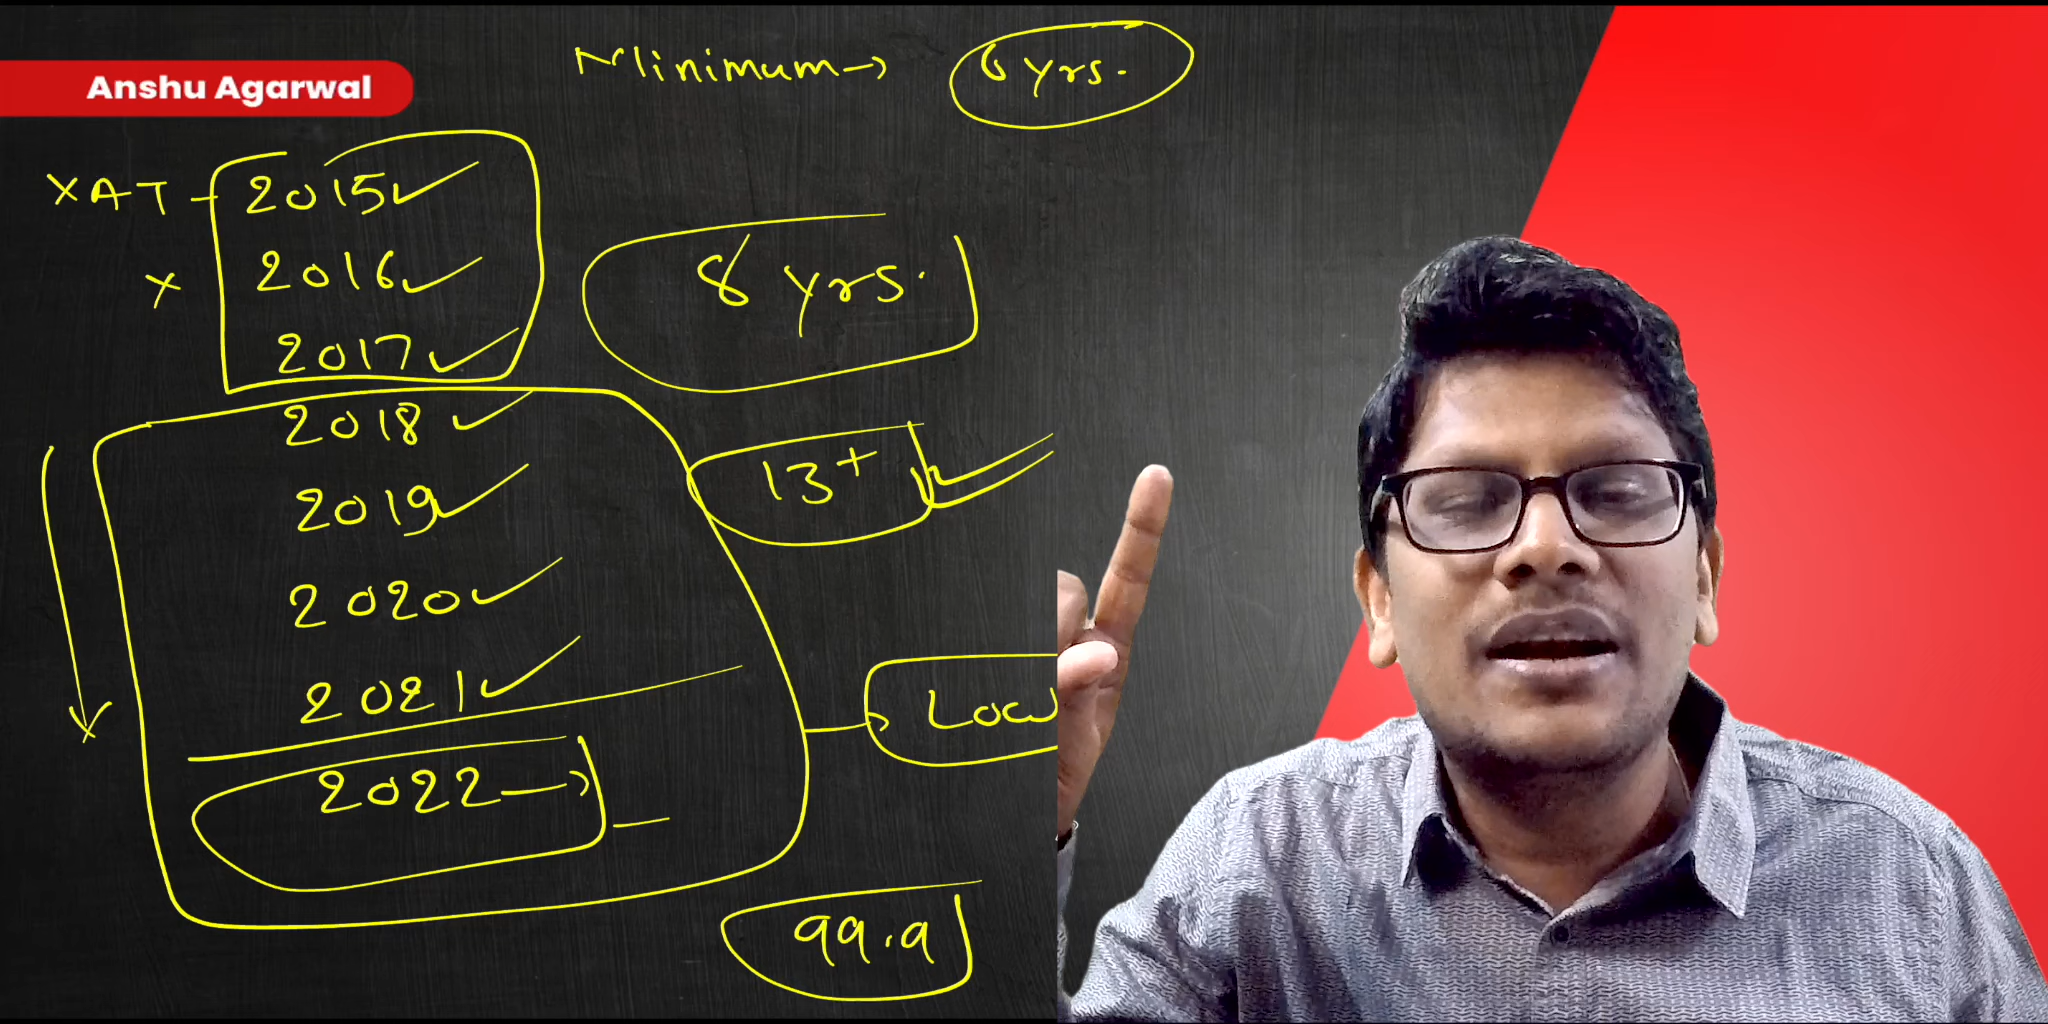 Minimum → 6 yrs.
Anshu Agarwal
XAT - 2015 ✓
x 2016 ✓
8 yrs.
2017 ✓
2018 ✓
13+ ✓
2019 ✓
2020 ✓
2021 ✓
→ Low
2022 →
99.9